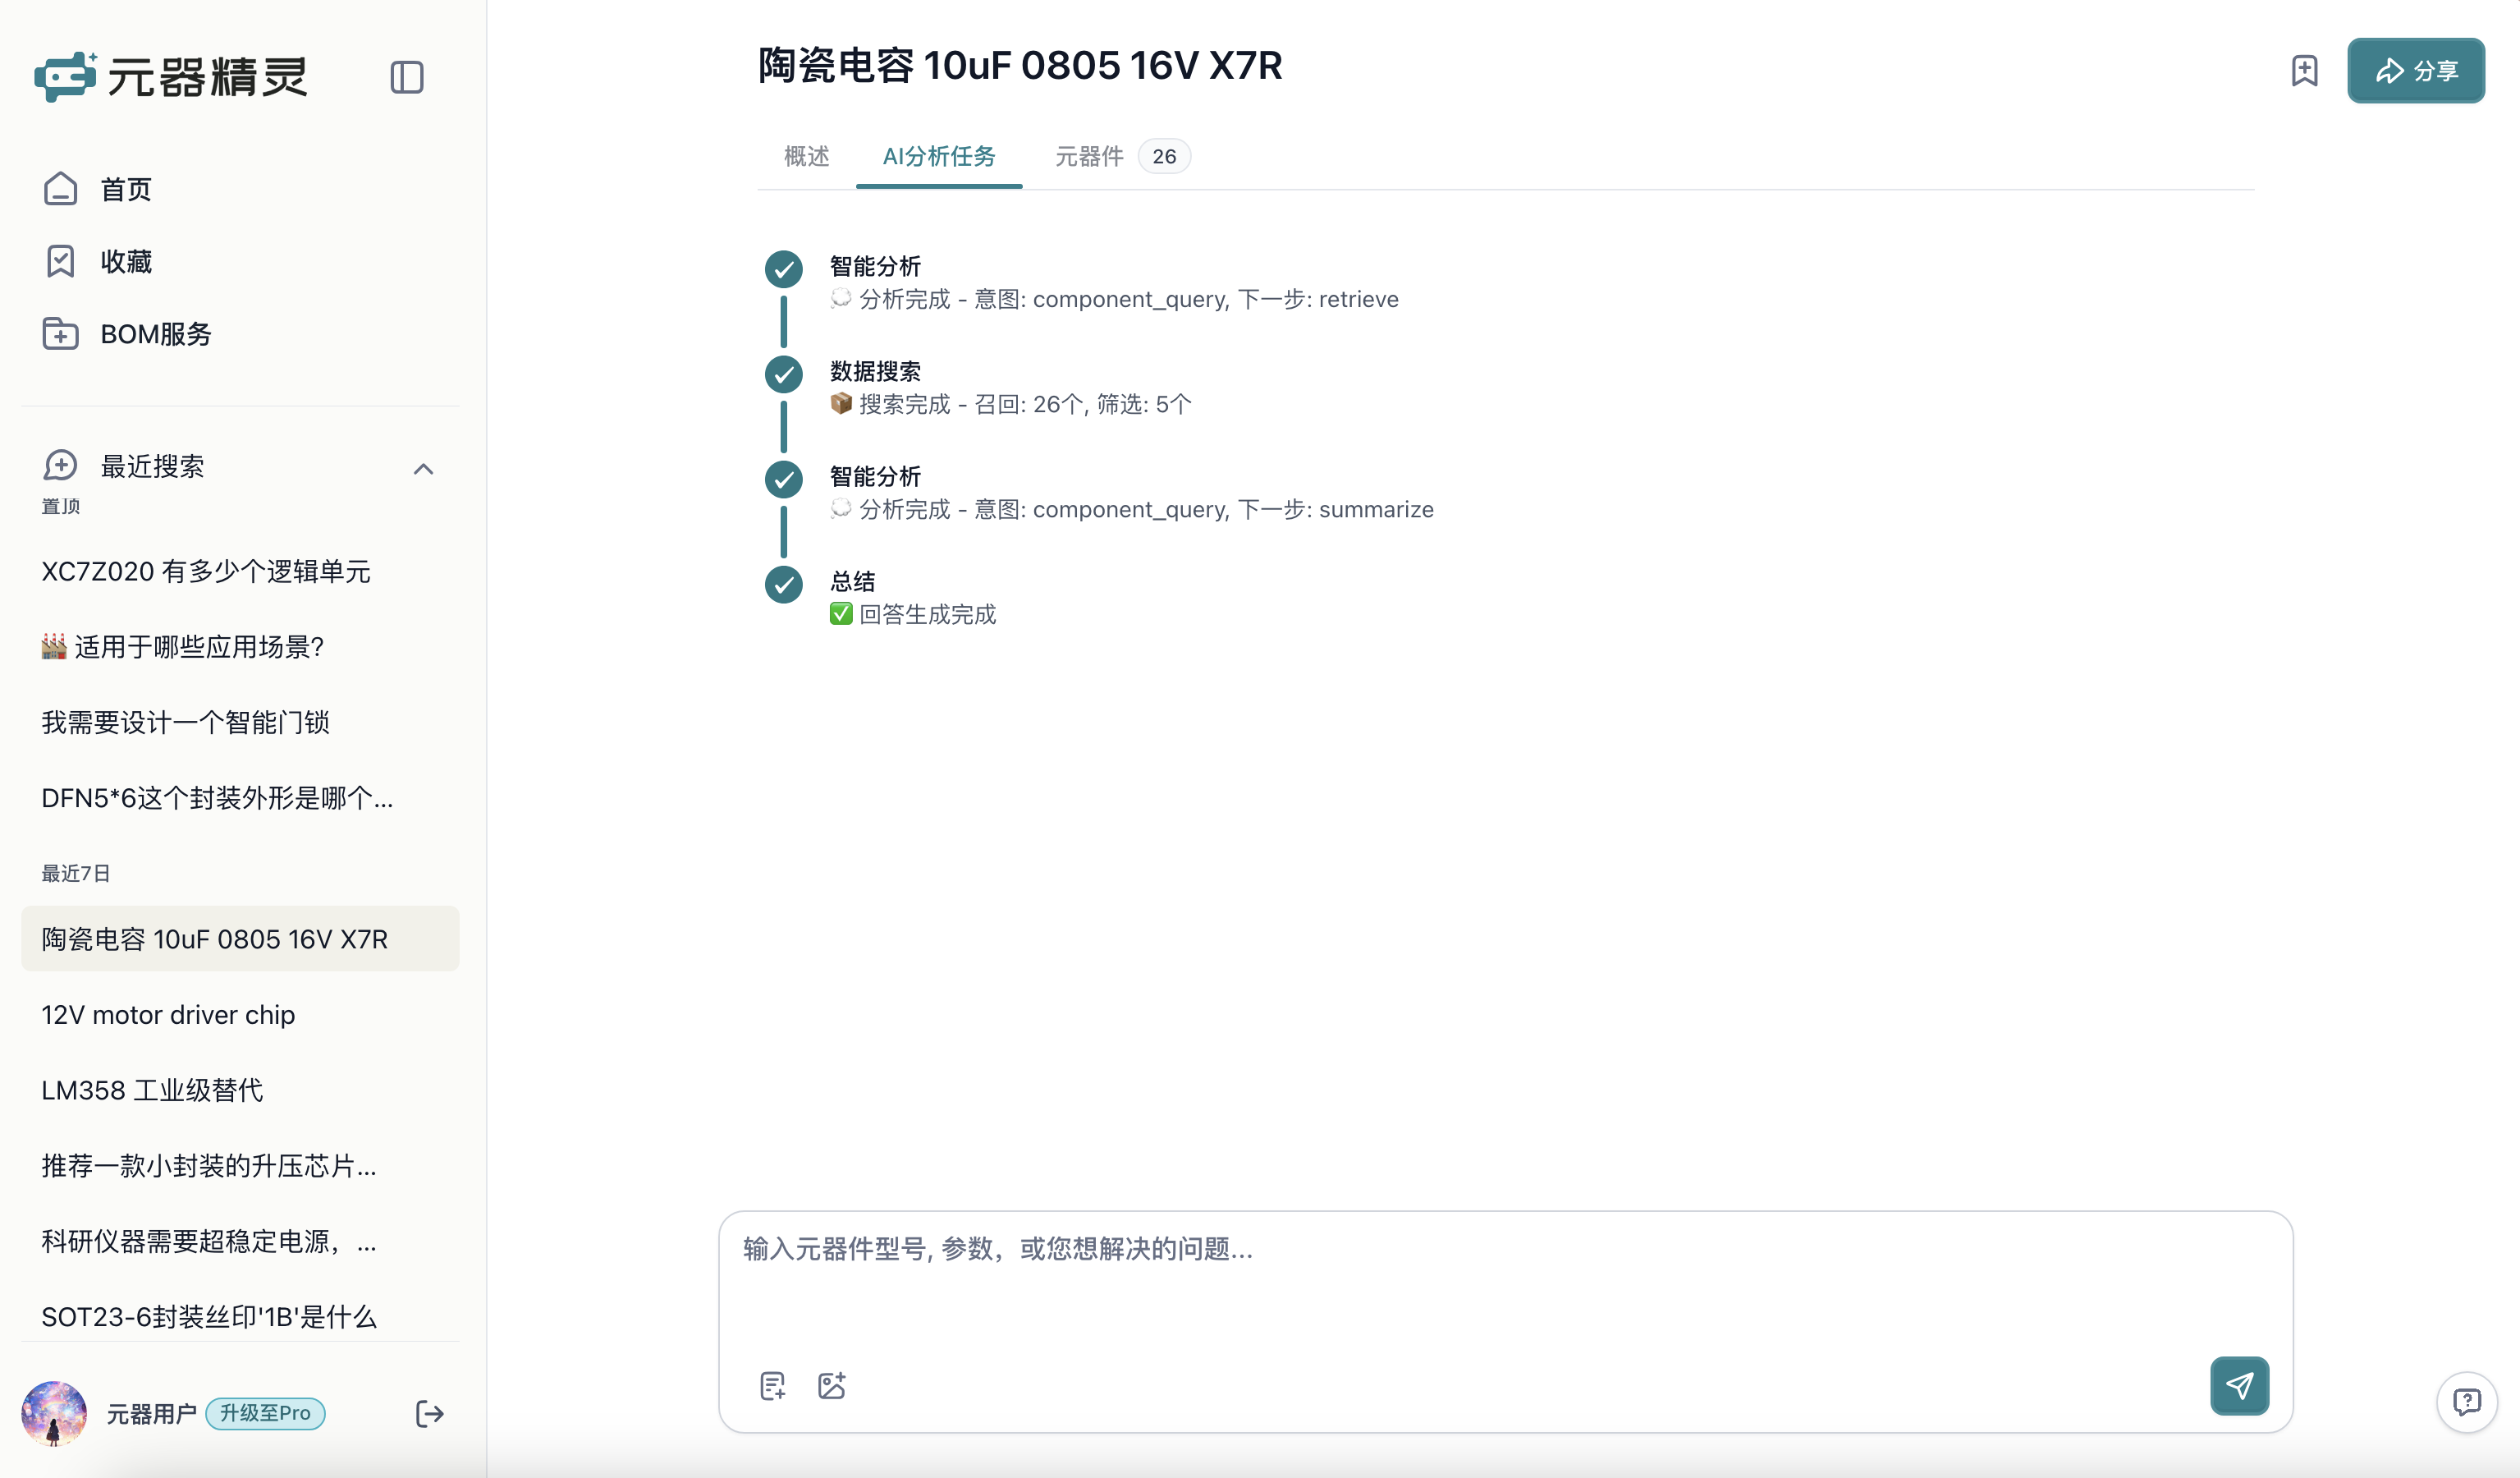 元器精灵
首页
收藏
BOM服务
最近搜索
置顶
XC7Z020 有多少个逻辑单元
🏭 适用于哪些应用场景?
我需要设计一个智能门锁
DFN5*6这个封装外形是哪个...
最近7日
陶瓷电容 10uF 0805 16V X7R
12V motor driver chip
LM358 工业级替代
推荐一款小封装的升压芯片...
科研仪器需要超稳定电源，...
SOT23-6封装丝印'1B'是什么
元器用户 升级至Pro
陶瓷电容 10uF 0805 16V X7R
分享
概述 AI分析任务 元器件 26
智能分析
💭 分析完成 - 意图: component_query, 下一步: retrieve
数据搜索
📦 搜索完成 - 召回: 26个, 筛选: 5个
智能分析
💭 分析完成 - 意图: component_query, 下一步: summarize
总结
✅ 回答生成完成
输入元器件型号, 参数，或您想解决的问题...